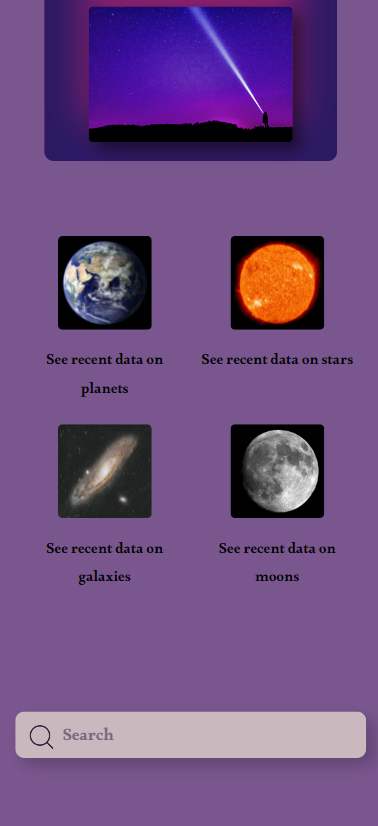 See recent data on
planets
See recent data on stars
See recent data on
galaxies
See recent data on
moons
Search